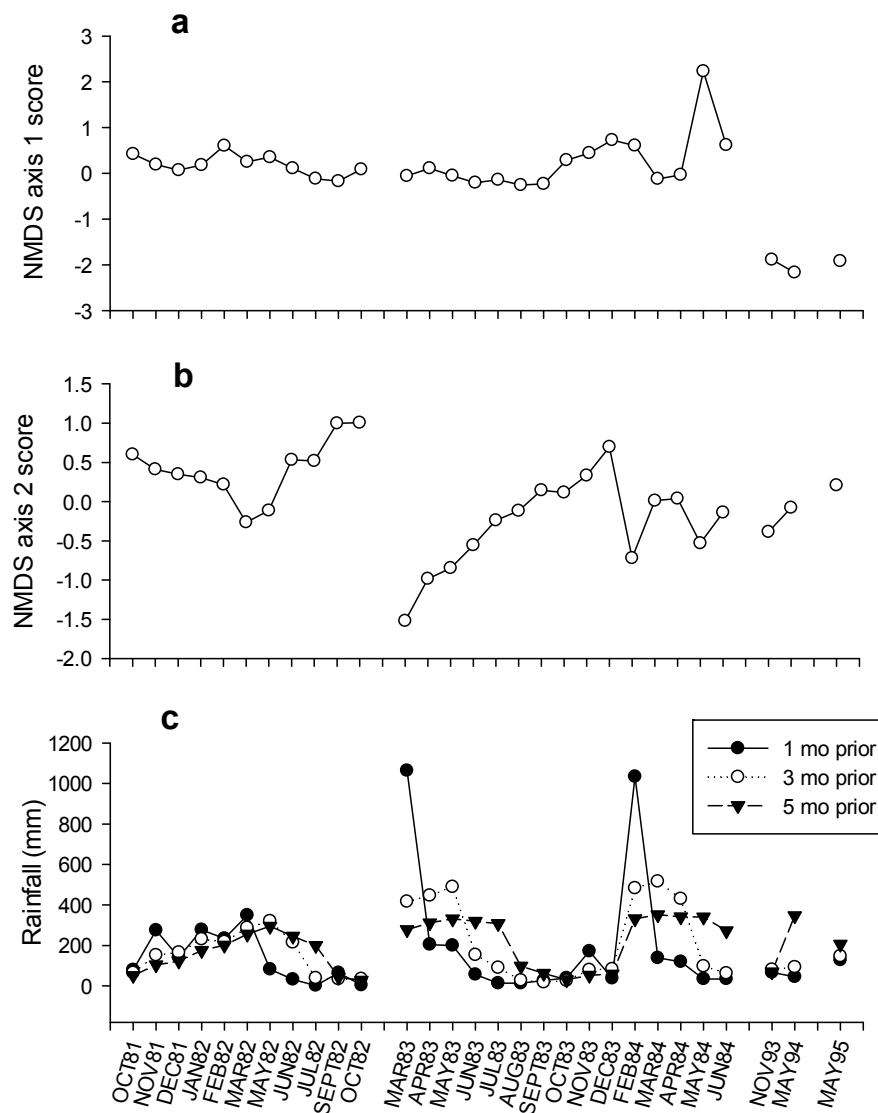 a
NMDS axis 1 score
3
2
1
0
-1
-2
-3
b
NMDS axis 2 score
1.5
1.0
0.5
0.0
-0.5
-1.0
-1.5
-2.0
c
Rainfall (mm)
1200
1000
800
600
400
200
0
1 mo prior
3 mo prior
5 mo prior
OCT81
NOV81
DEC81
JAN82
FEB82
MAR82
MAY82
JUN82
JUL82
SEPT82
OCT82
MAR83
APR83
MAY83
JUN83
JUL83
AUG83
SEPT83
OCT83
NOV83
DEC83
FEB84
MAR84
APR84
MAY84
JUN84
NOV93
MAY94
MAY95